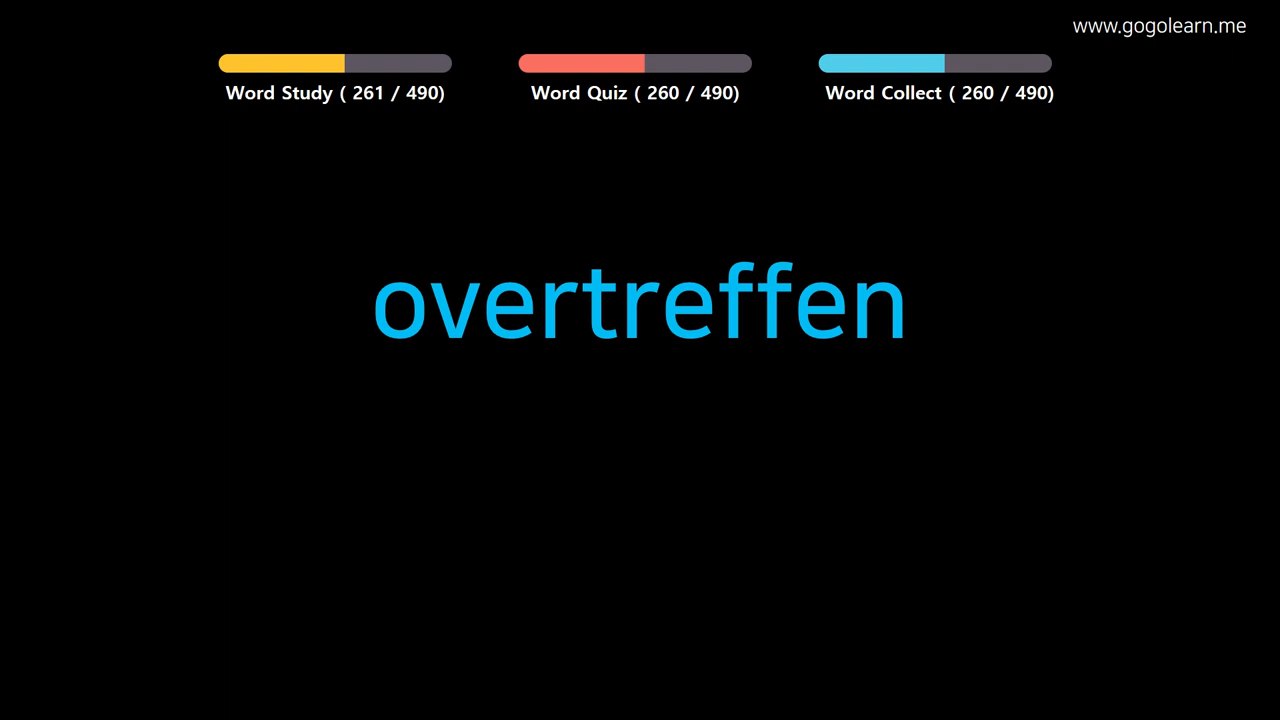 www.gogolearn.me
Word Study ( 261 / 490)
Word Quiz ( 260 / 490)
Word Collect ( 260 / 490)
overtreffen